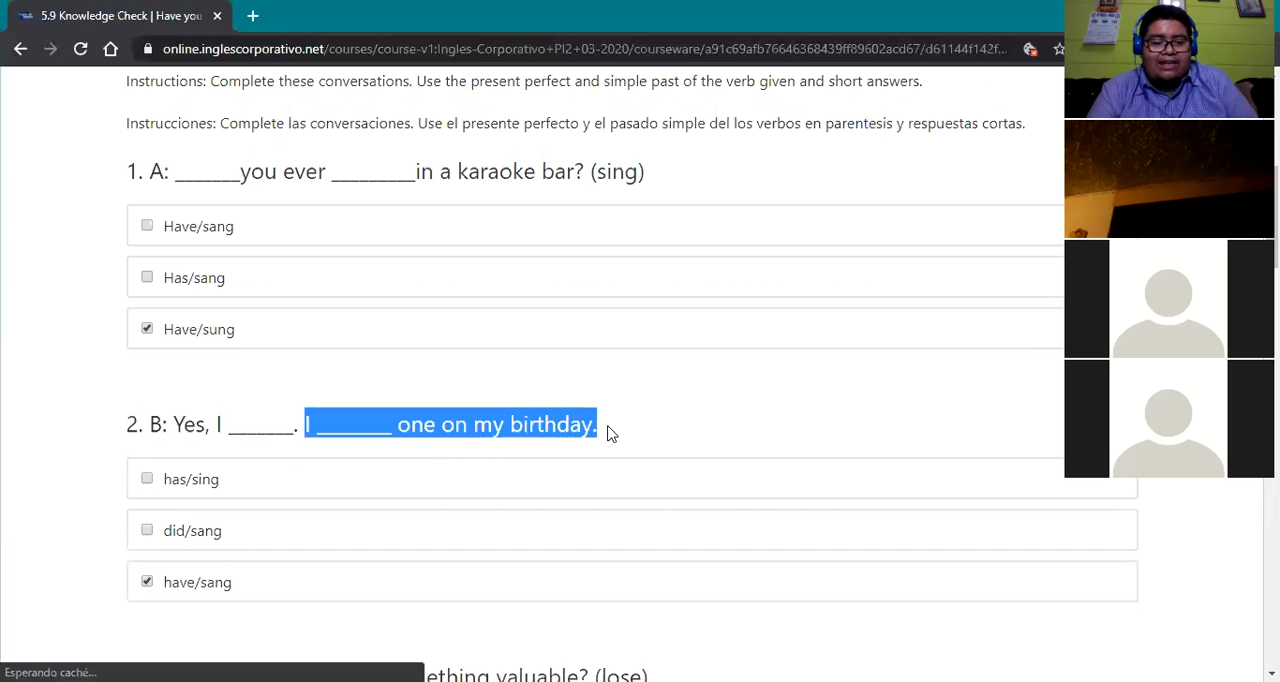 5.9 Knowledge Check | Have you
online.inglescorporativo.net/courses/course-v1:Ingles-Corporativo+PI2+03-2020/courseware/a91c69afb76646368439ff89602acd67/d61144f142f...
Instructions: Complete these conversations. Use the present perfect and simple past of the verb given and short answers.
Instrucciones: Complete las conversaciones. Use el presente perfecto y el pasado simple del los verbos en parentesis y respuestas cortas.
1. A: _______you ever _________in a karaoke bar? (sing)
Have/sang
Has/sang
Have/sung
2. B: Yes, I _______. I ________ one on my birthday.
has/sing
did/sang
have/sang
ething valuable? (lose)
Esperando caché...